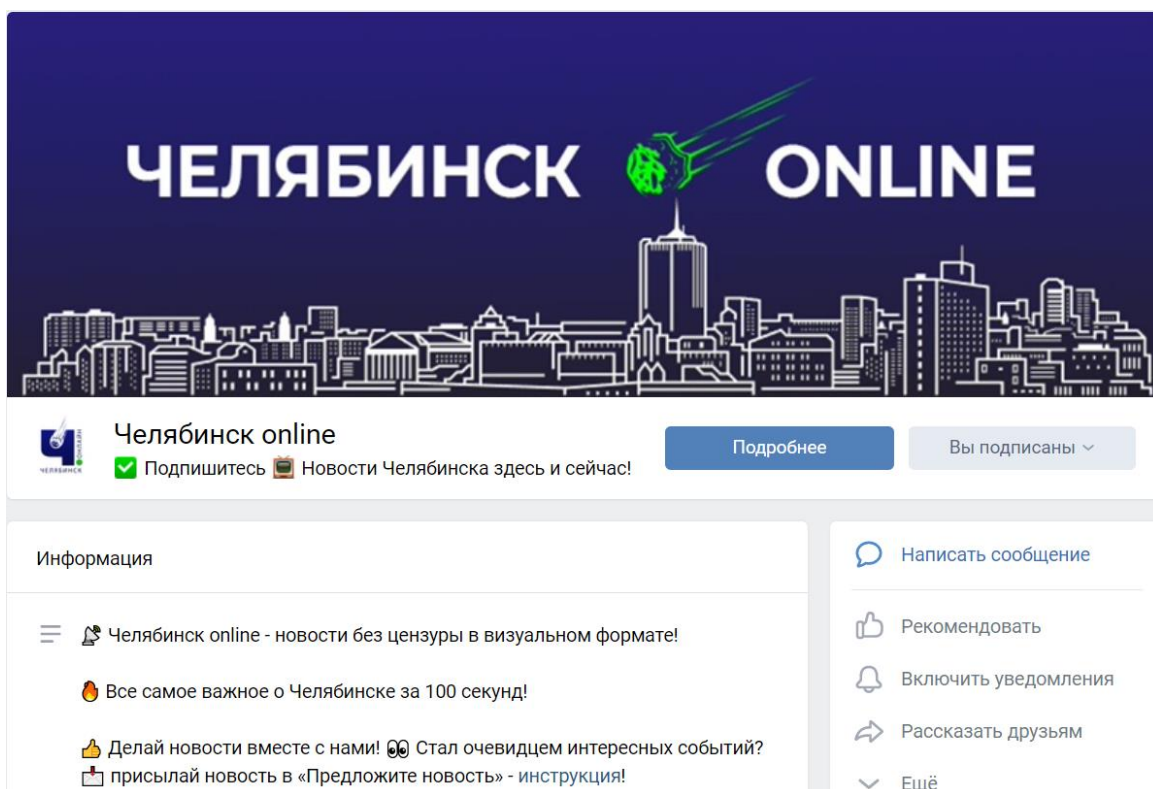 ЧЕЛЯБИНСК ONLINE
Ч ОНЛАЙН
ЧЕЛЯБИНСК
Челябинск online
✅ Подпишитесь 📺 Новости Челябинска здесь и сейчас!
Подробнее
Вы подписаны
Информация
📡 Челябинск online - новости без цензуры в визуальном формате!
🔥 Все самое важное о Челябинске за 100 секунд!
👍 Делай новости вместе с нами! 👀 Стал очевидцем интересных событий?
📩 присылай новость в «Предложите новость» - инструкция!
Написать сообщение
Рекомендовать
Включить уведомления
Рассказать друзьям
Ещё